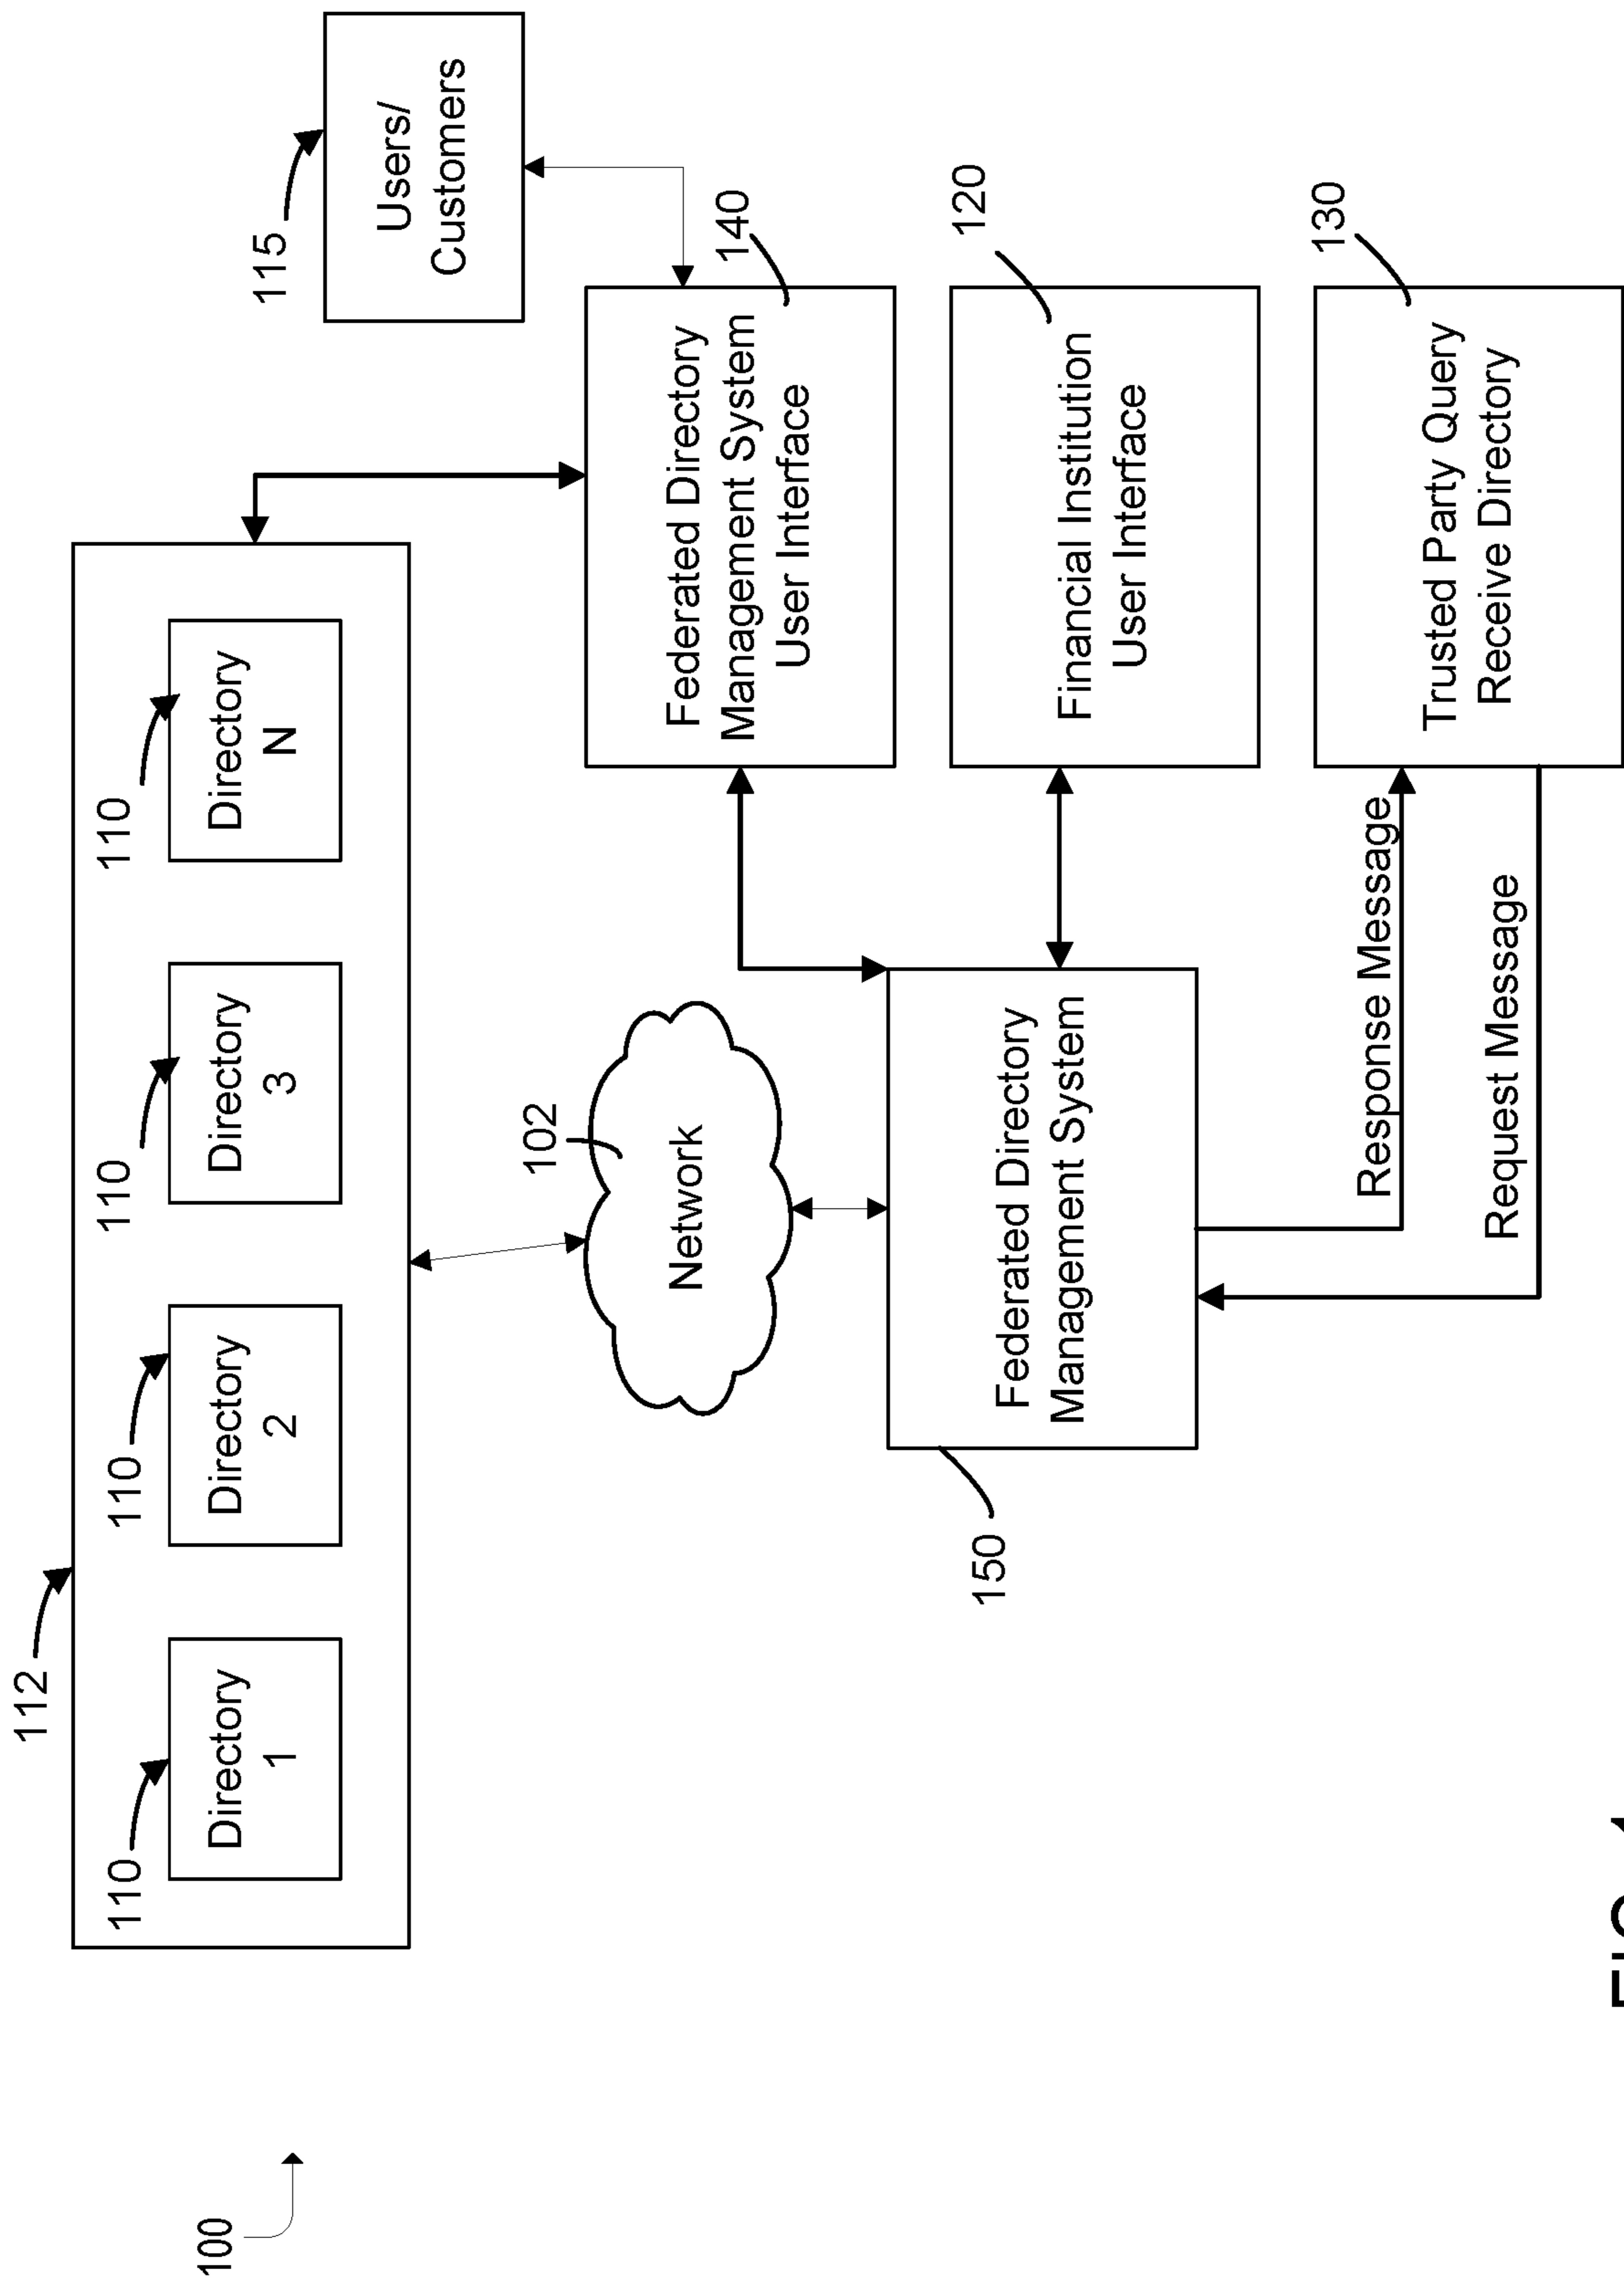 100
112
110
Directory
1
110
Directory
2
110
Directory
3
110
Directory
N
115
Users/
Customers
102
Network
140
Federated Directory
Management System
User Interface
150
Federated Directory
Management System
120
Financial Institution
User Interface
130
Trusted Party Query
Receive Directory
Response Message
Request Message